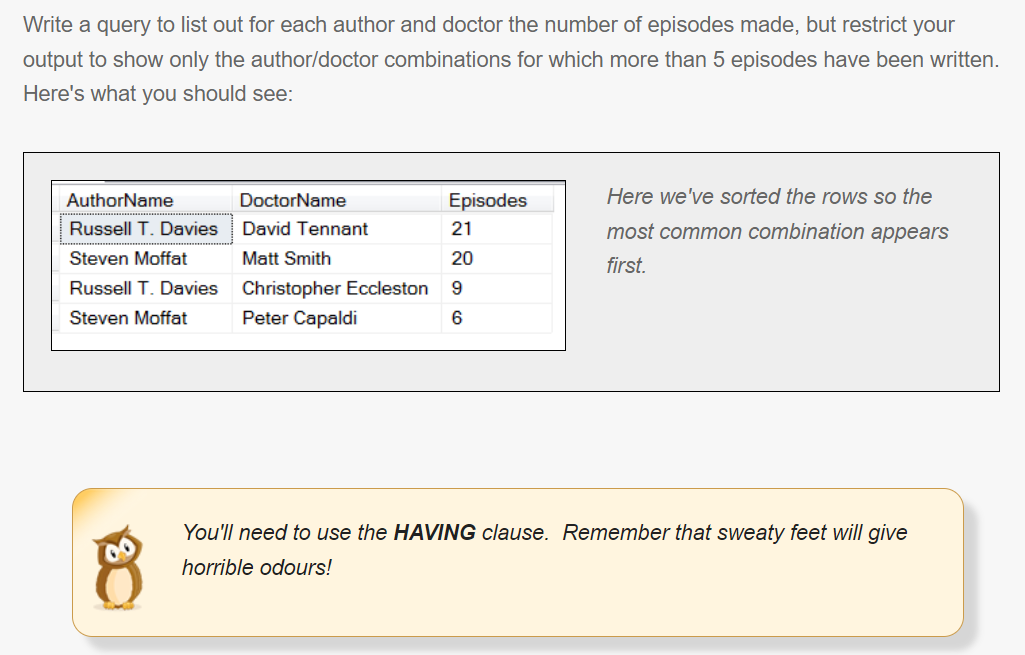 Write a query to list out for each author and doctor the number of episodes made, but restrict your
output to show only the author/doctor combinations for which more than 5 episodes have been written.
Here's what you should see:
AuthorName DoctorName Episodes
Russell T. Davies David Tennant 21
Steven Moffat Matt Smith 20
Russell T. Davies Christopher Eccleston 9
Steven Moffat Peter Capaldi 6
Here we've sorted the rows so the
most common combination appears
first.
You'll need to use the HAVING clause.  Remember that sweaty feet will give
horrible odours!